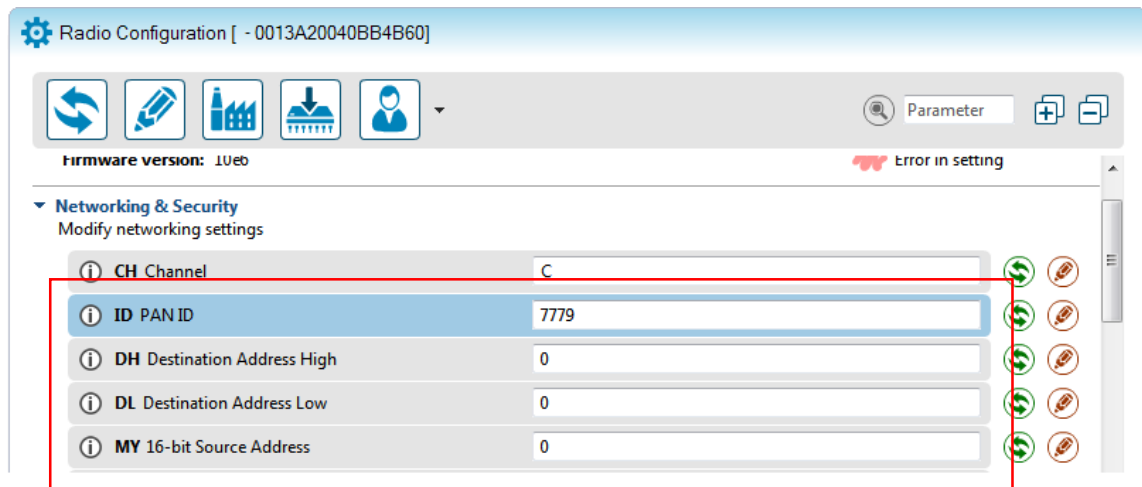 Radio Configuration [ - 0013A20040BB4B60]
Parameter
Firmware version: 10e6
Error in setting
Networking & Security
Modify networking settings
CH Channel C
ID PAN ID 7779
DH Destination Address High 0
DL Destination Address Low 0
MY 16-bit Source Address 0